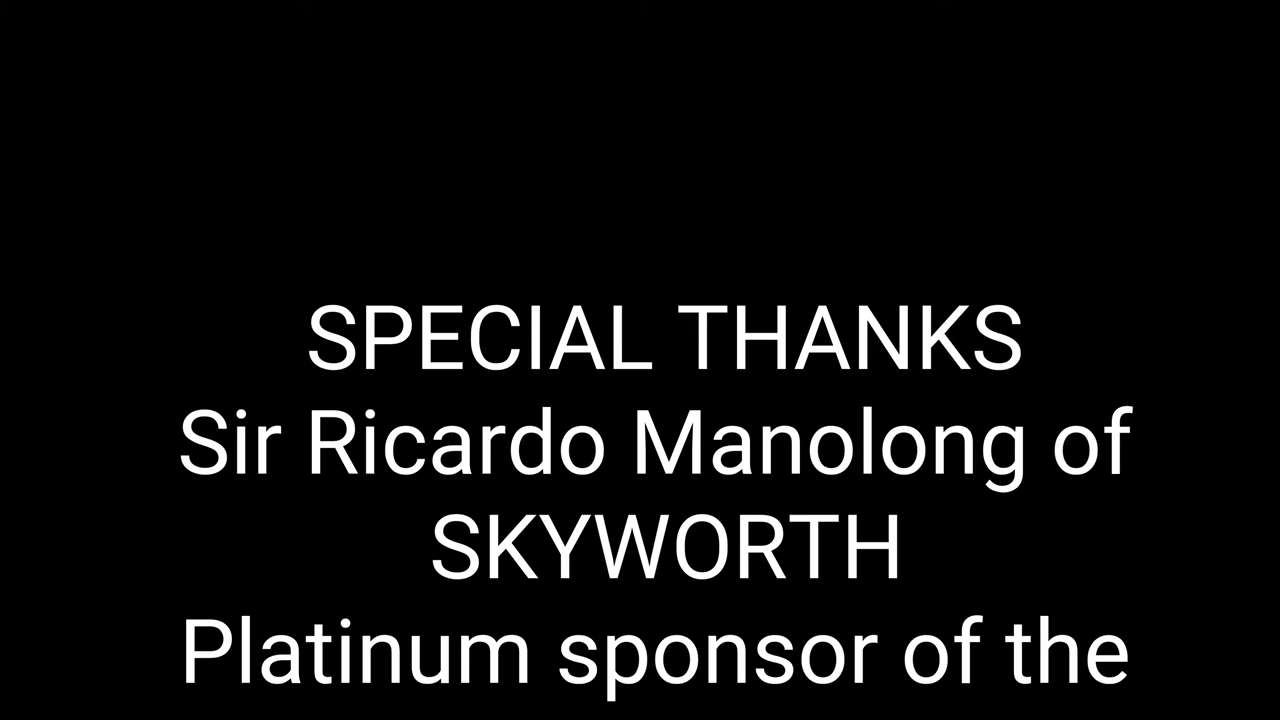 SPECIAL THANKS
Sir Ricardo Manolong of
SKYWORTH
Platinum sponsor of the